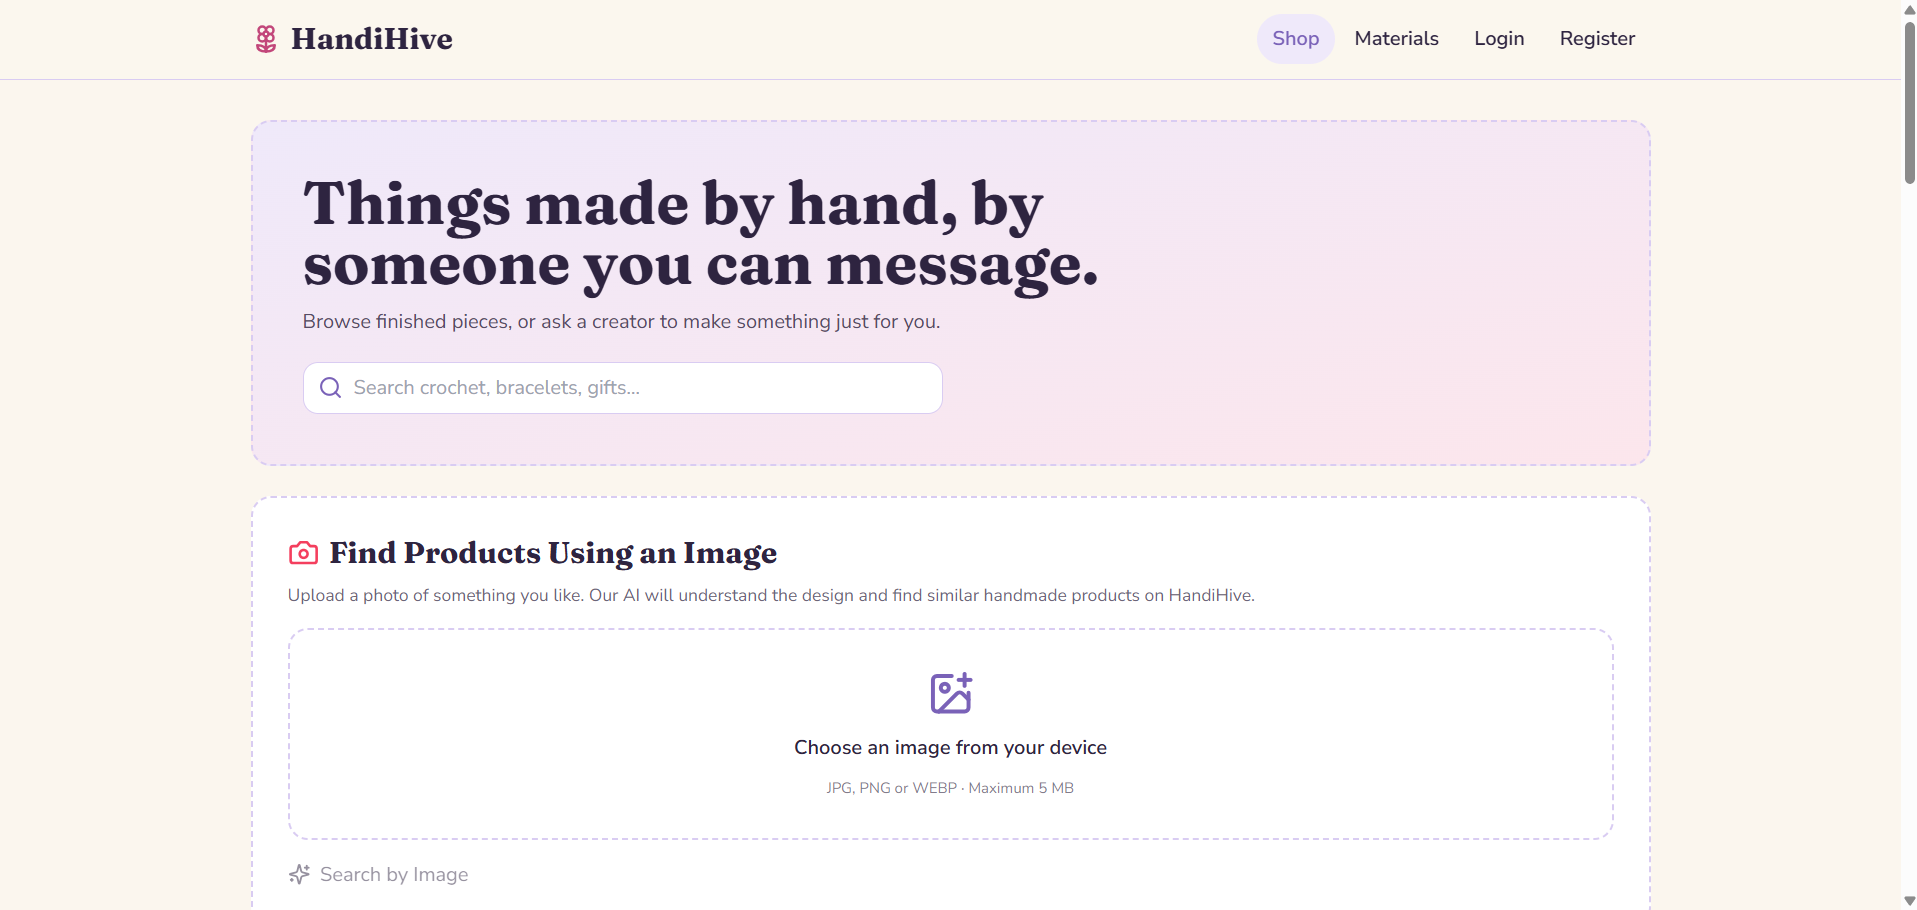 HandiHive
Shop
Materials
Login
Register
Things made by hand, by
someone you can message.
Browse finished pieces, or ask a creator to make something just for you.
Search crochet, bracelets, gifts...
Find Products Using an Image
Upload a photo of something you like. Our AI will understand the design and find similar handmade products on HandiHive.
Choose an image from your device
JPG, PNG or WEBP · Maximum 5 MB
Search by Image